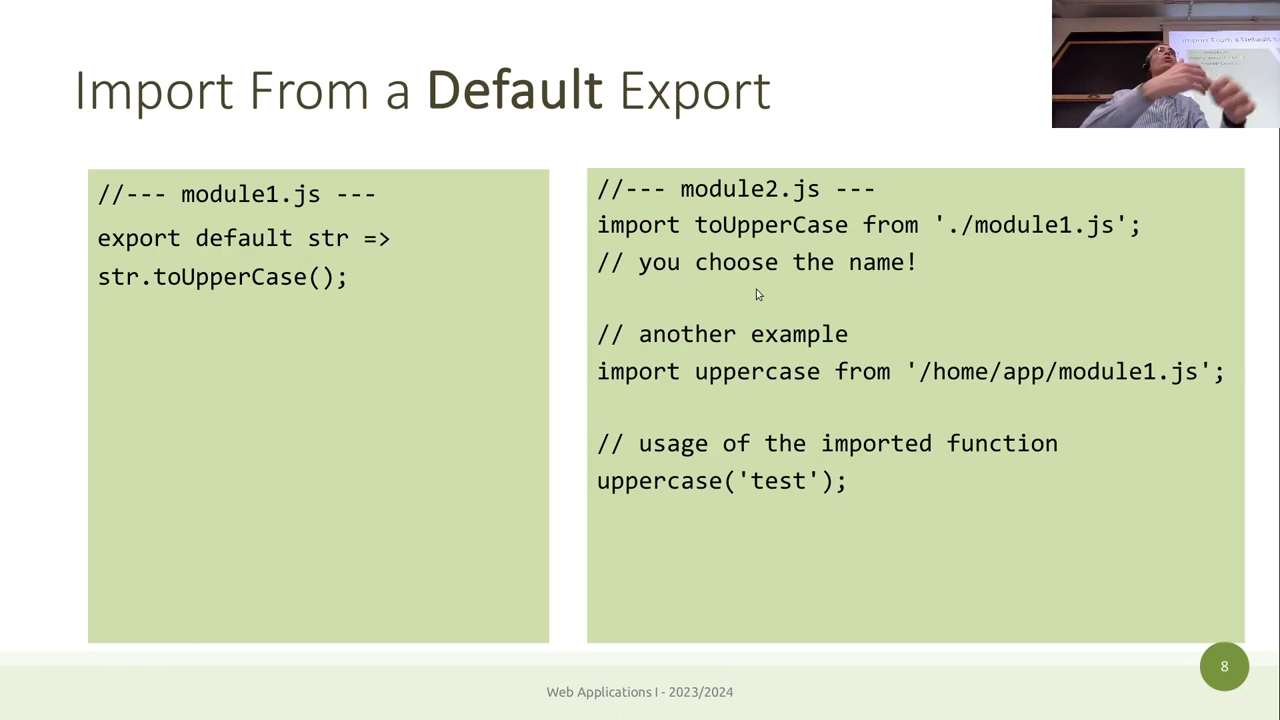 Import From a Default Export
//--- module1.js ---
export default str =>
str.toUpperCase();
//--- module2.js ---
import toUpperCase from './module1.js';
// you choose the name!
// another example
import uppercase from '/home/app/module1.js';
// usage of the imported function
uppercase('test');
8
Web Applications I - 2023/2024